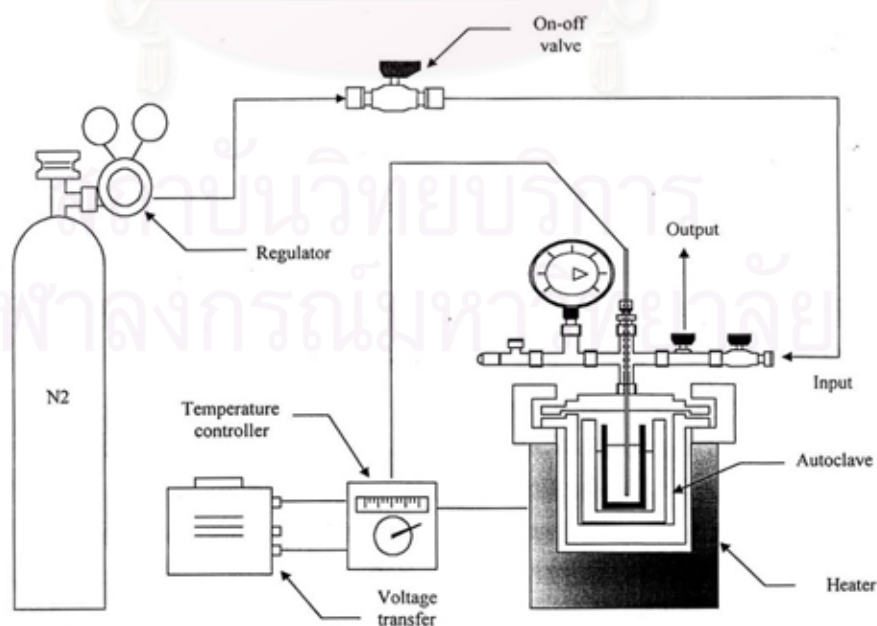 On-off
valve
สถาบันวิทยบริการ
Regulator
Output
จุฬาลงกรณ์มหาวิทยาลัย
N2
Input
Temperature
controller
Autoclave
Heater
Voltage
transfer